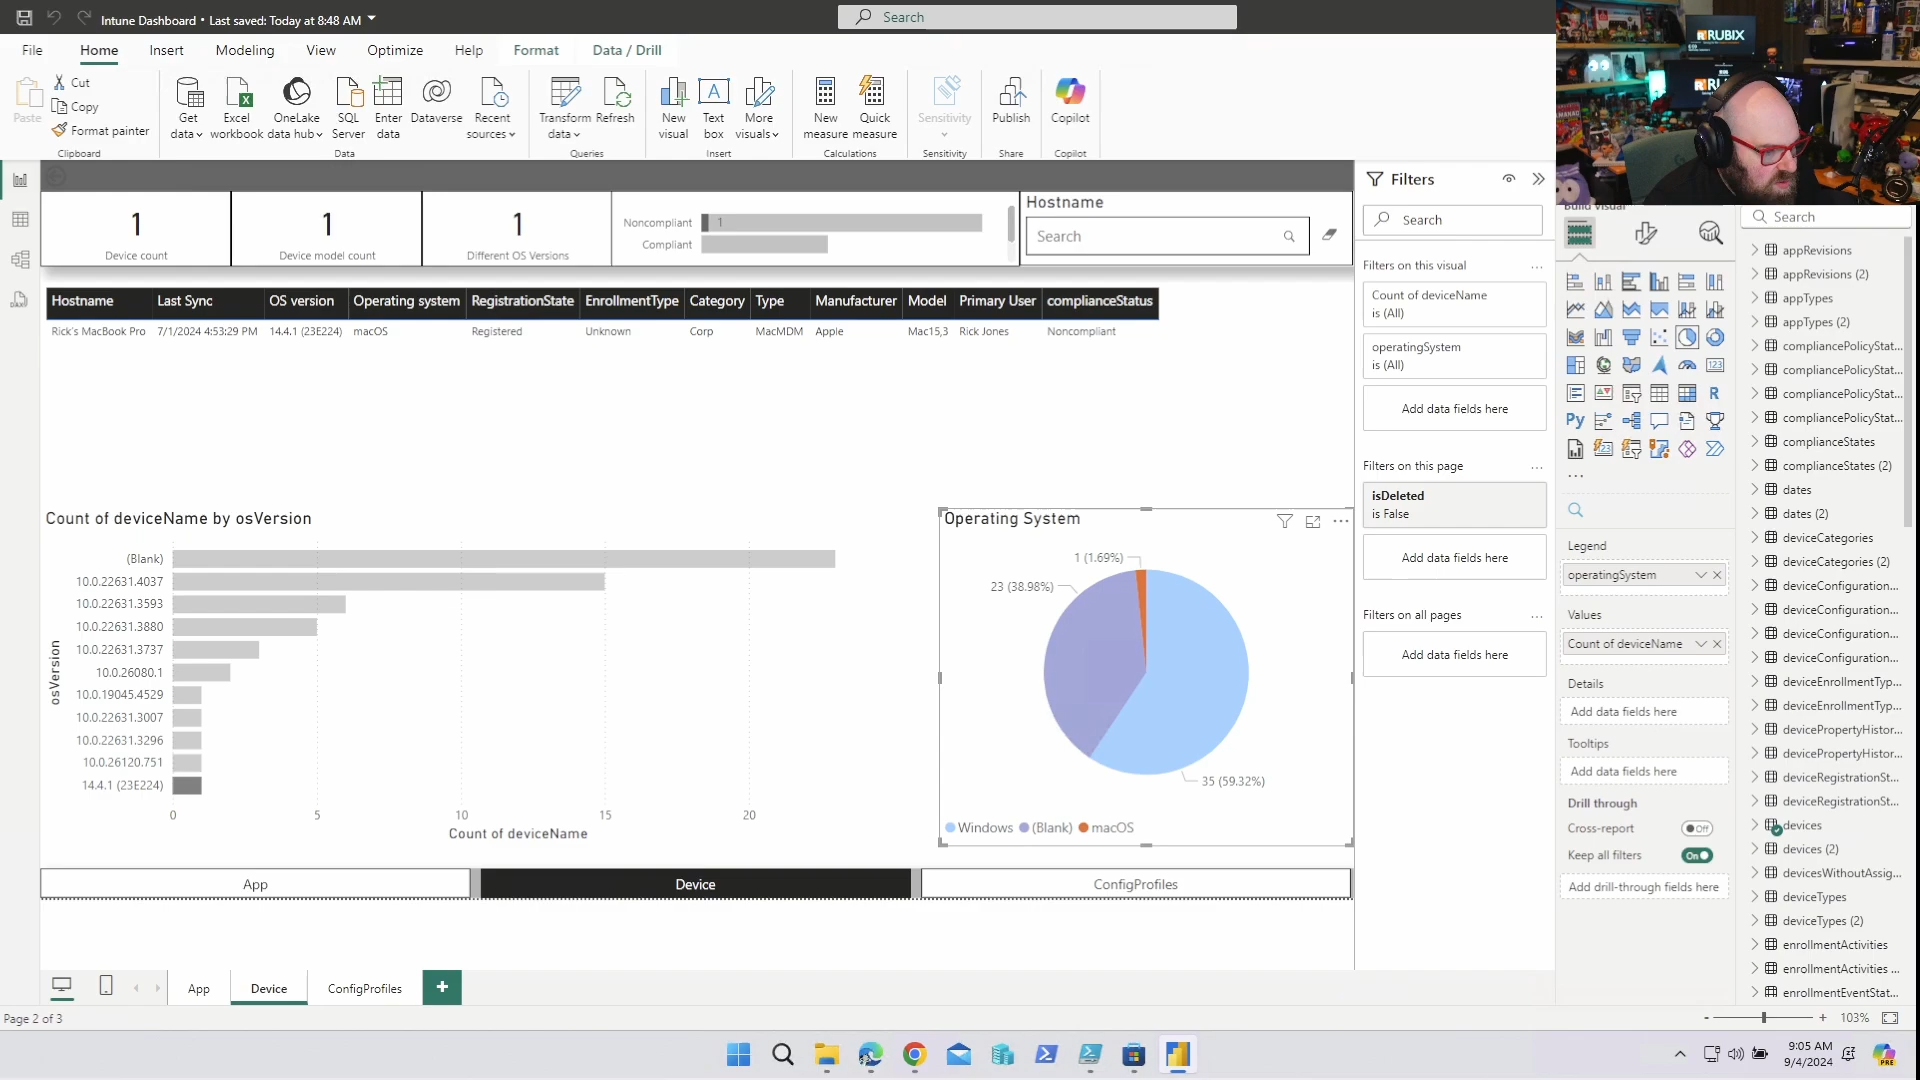 Intune Dashboard • Last saved: Today at 8:48 AM
Search
File
Home
Insert
Modeling
View
Optimize
Help
Format
Data / Drill
Paste
Cut
Copy
Format painter
Clipboard
Get data
Excel workbook
OneLake data hub
SQL Server
Enter data
Dataverse
Recent sources
Data
Transform data
Refresh
Queries
New visual
Text box
More visuals
Insert
New measure
Quick measure
Calculations
Sensitivity
Sensitivity
Publish
Share
Copilot
Copilot
RUBIX
1
Device count
1
Device model count
1
Different OS Versions
Noncompliant
1
Compliant
Hostname
Search
Hostname Last Sync OS version Operating system RegistrationState EnrollmentType Category Type Manufacturer Model Primary User complianceStatus
Rick's MacBook Pro 7/1/2024 4:53:29 PM 14.4.1 (23E224) macOS Registered Unknown Corp MacMDM Apple Mac15,3 Rick Jones Noncompliant
Count of deviceName by osVersion
osVersion
(Blank)
10.0.22631.4037
10.0.22631.3593
10.0.22631.3880
10.0.22631.3737
10.0.26080.1
10.0.19045.4529
10.0.22631.3007
10.0.22631.3296
10.0.26120.751
14.4.1 (23E224)
0 5 10 15 20
Count of deviceName
Operating System
1 (1.69%)
23 (38.98%)
35 (59.32%)
Windows (Blank) macOS
App
Device
ConfigProfiles
App
Device
ConfigProfiles
+
Page 2 of 3
Filters
Search
Filters on this visual
Count of deviceName
is (All)
operatingSystem
is (All)
Add data fields here
Filters on this page
isDeleted
is False
Add data fields here
Filters on all pages
Add data fields here
Build visual
123
R
Py
Legend
operatingSystem
Values
Count of deviceName
Details
Add data fields here
Tooltips
Add data fields here
Drill through
Cross-report
Off
Keep all filters
On
Add drill-through fields here
Search
appRevisions
appRevisions (2)
appTypes
appTypes (2)
compliancePolicyStat...
compliancePolicyStat...
compliancePolicyStat...
compliancePolicyStat...
complianceStates
complianceStates (2)
dates
dates (2)
deviceCategories
deviceCategories (2)
deviceConfiguration...
deviceConfiguration...
deviceConfiguration...
deviceConfiguration...
deviceEnrollmentTyp...
deviceEnrollmentTyp...
devicePropertyHistor...
devicePropertyHistor...
deviceRegistrationSt...
deviceRegistrationSt...
devices
devices (2)
devicesWithoutAssig...
deviceTypes
deviceTypes (2)
enrollmentActivities
enrollmentActivities ...
enrollmentEventStat...
- + 103%
9:05 AM
9/4/2024
PRE